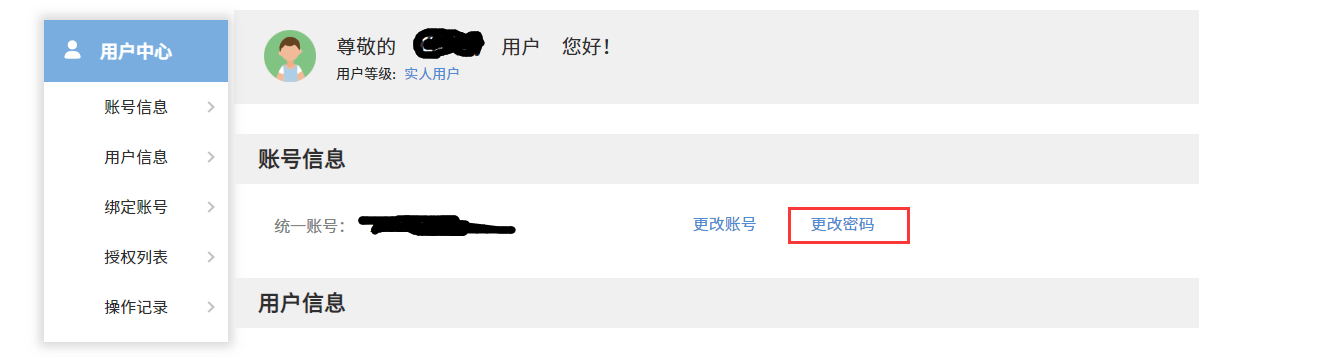 用户中心
账号信息
用户信息
绑定账号
授权列表
操作记录
尊敬的 用户 您好!
用户等级: 实人用户
账号信息
统一账号: 更改账号 更改密码
用户信息